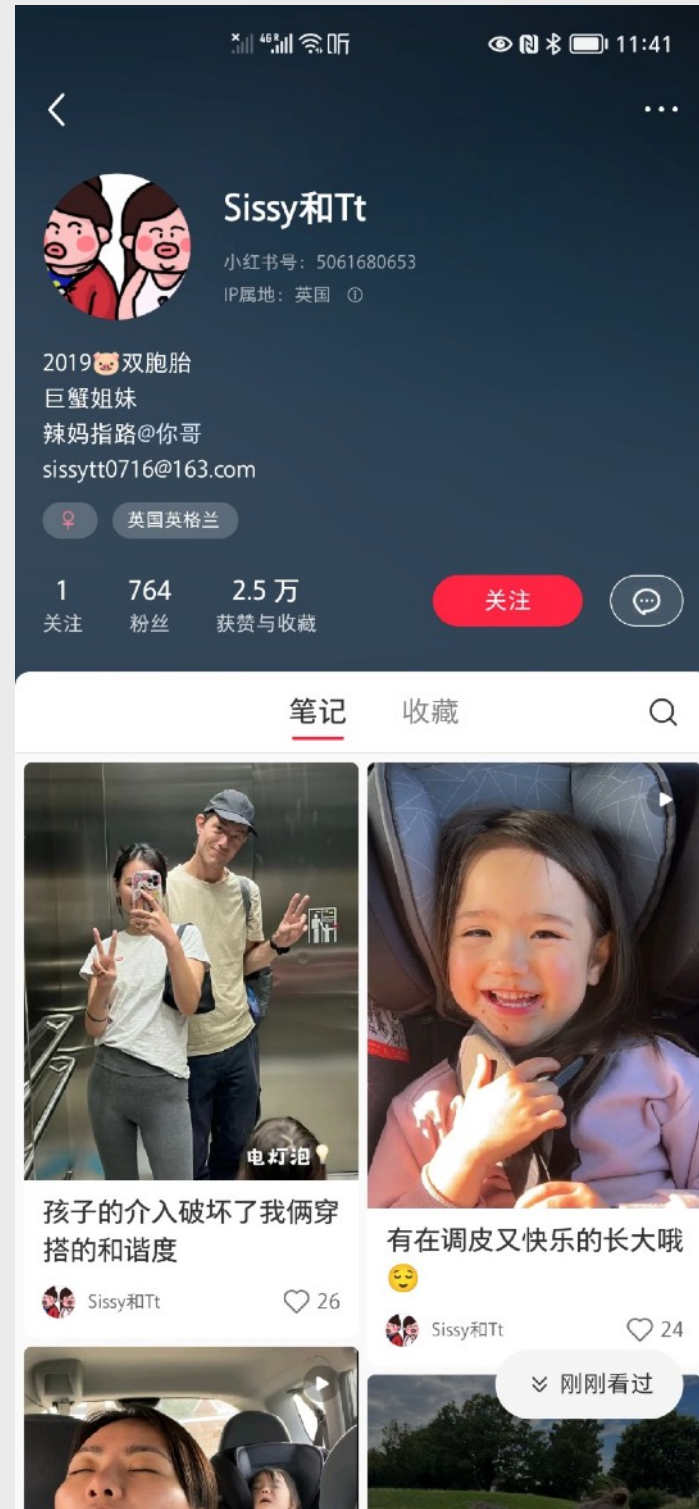 4G R 听 11:41
Sissy和Tt
小红书号：5061680653
IP属地：英国
2019🐷双胞胎
巨蟹姐妹
辣妈指路@你哥
sissytt0716@163.com
♀ 英国英格兰
1 764 2.5 万
关注 粉丝 获赞与收藏
关注
笔记 收藏
电灯泡💡
孩子的介入破坏了我俩穿
搭的和谐度
Sissy和Tt 26
有在调皮又快乐的长大哦
😌
Sissy和Tt 24
刚刚看过